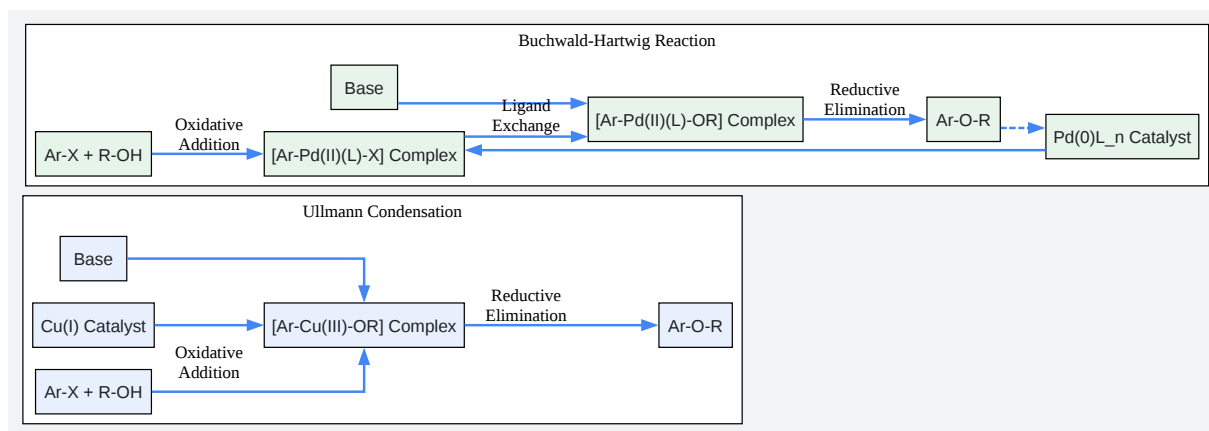 Buchwald-Hartwig Reaction
Base
Reductive
Elimination
Ligand
Exchange
[Ar-Pd(II)(L)-OR] Complex
Ar-O-R
Oxidative
Addition
Ar-X + R-OH
[Ar-Pd(II)(L)-X] Complex
Pd(0)L_n Catalyst
Ullmann Condensation
Base
Reductive
Elimination
Cu(I) Catalyst
[Ar-Cu(III)-OR] Complex
Ar-O-R
Oxidative
Addition
Ar-X + R-OH